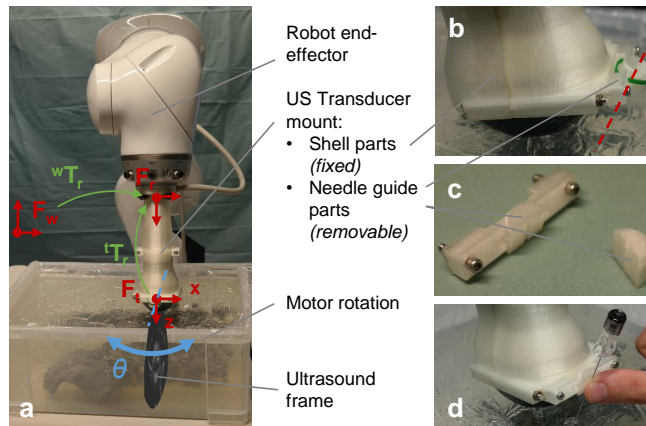 Robot end-
effector
US Transducer
mount:
• Shell parts
(fixed)
• Needle guide
parts
(removable)
Motor rotation
Ultrasound
frame
wTr
Fr
Fw
tTr
Ft
x
z
θ
a
b
c
d